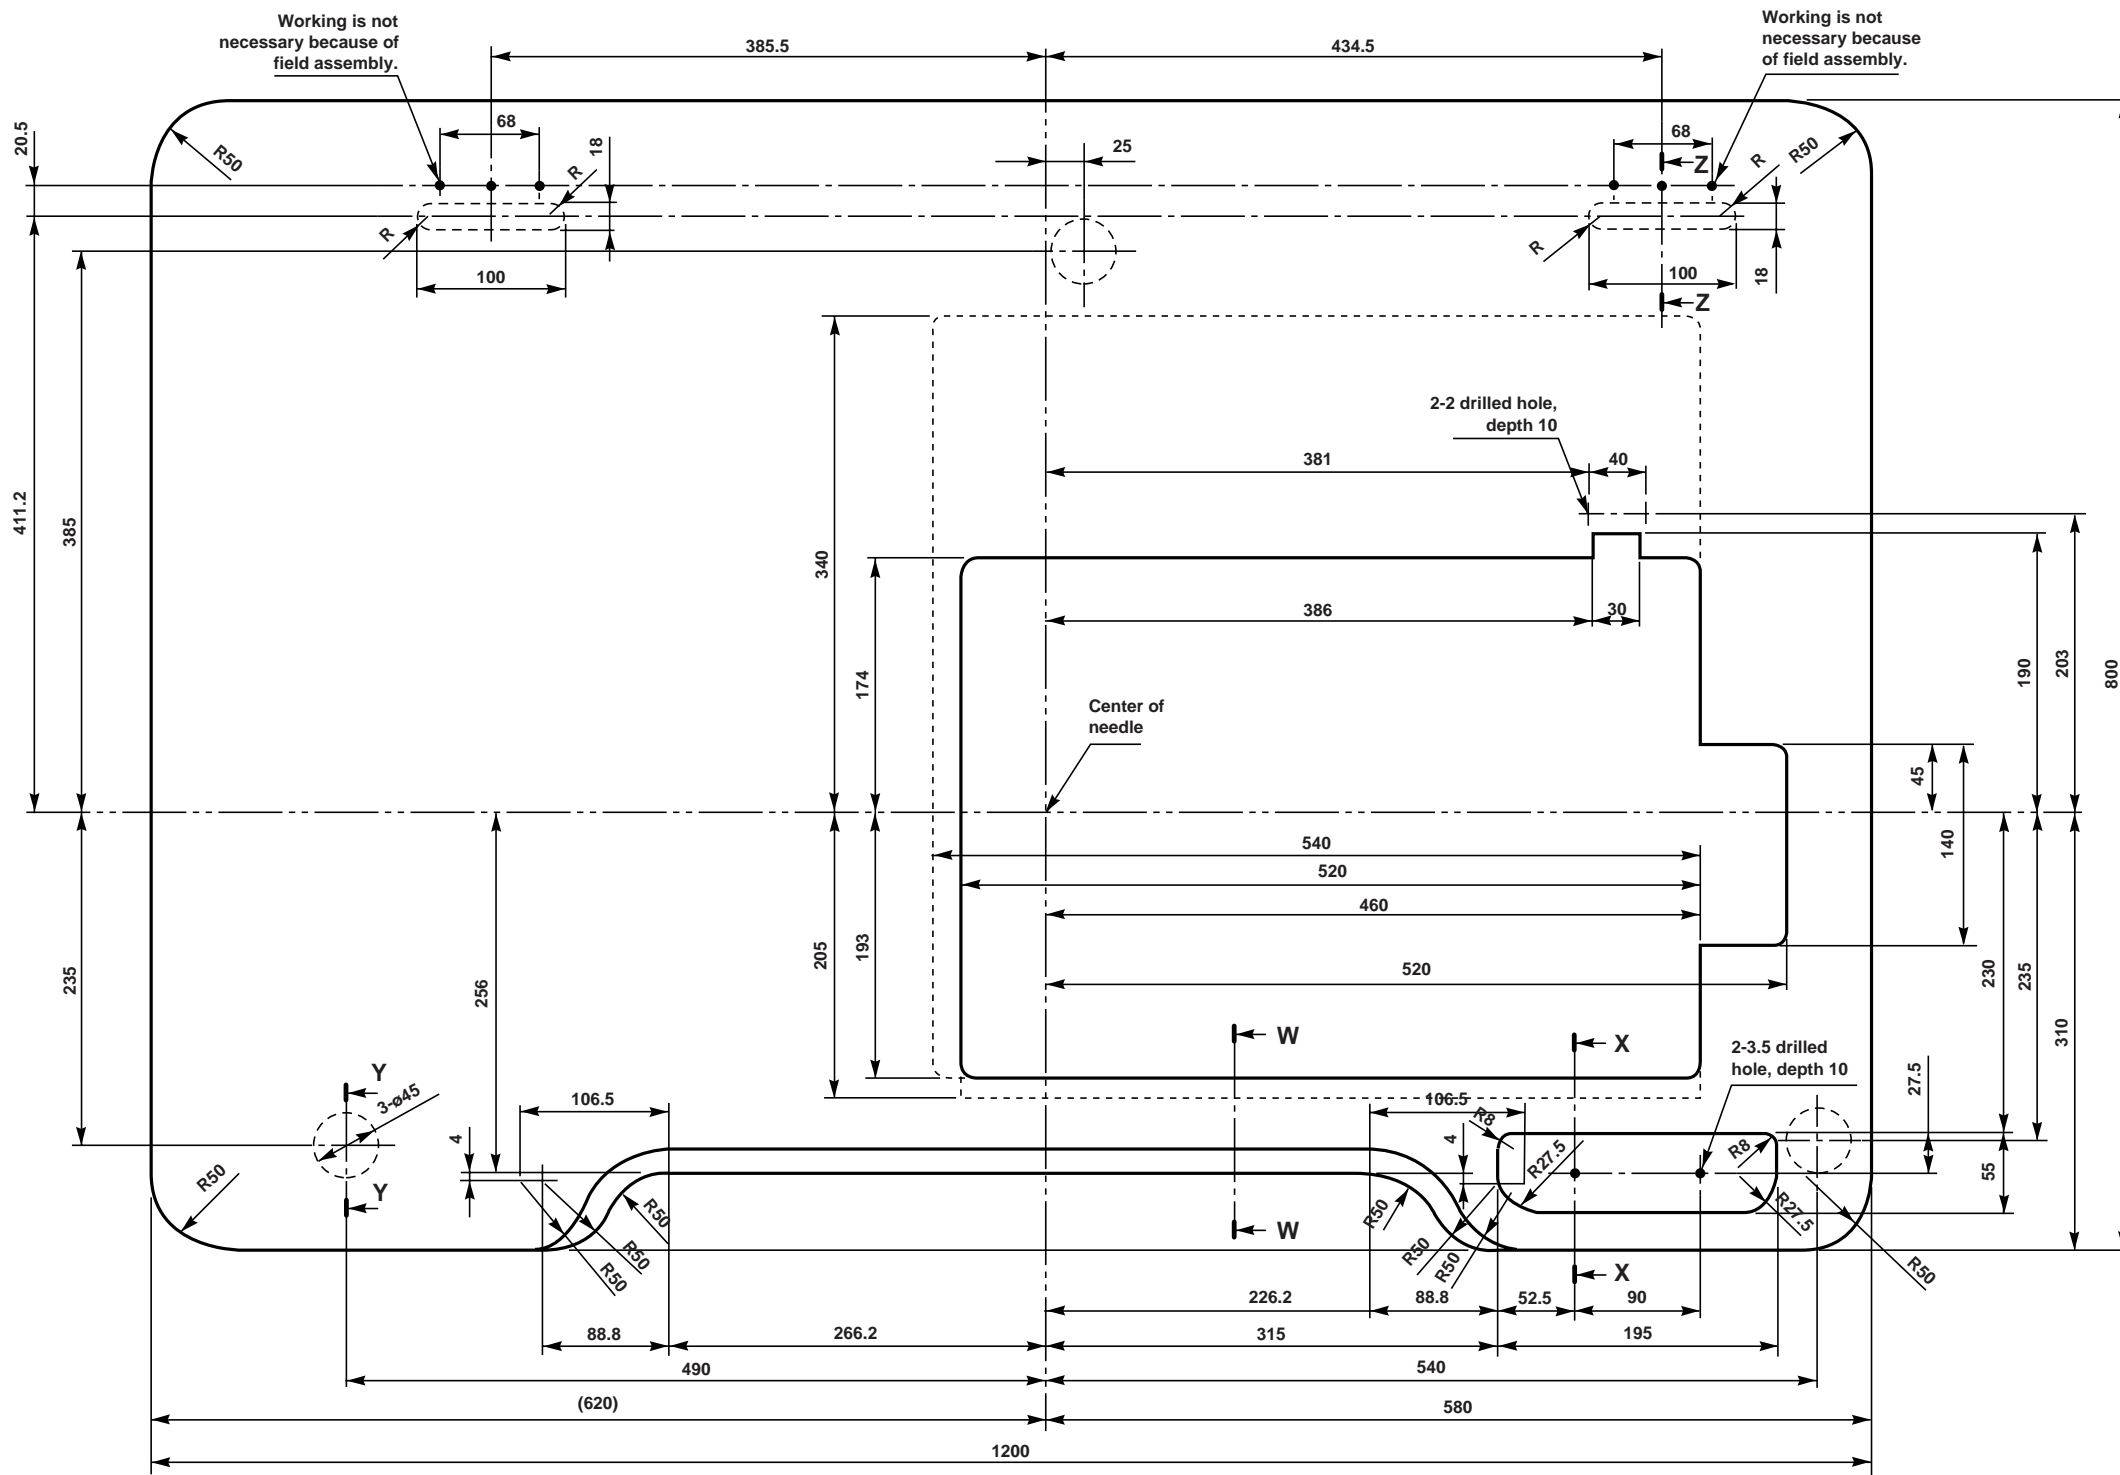 Working is not
necessary because of
field assembly.
Working is not
necessary because
of field assembly.
385.5
434.5
20.5
R50
68
18
R
25
68
Z
R
R50
R
100
R
100
18
Z
2-2 drilled hole,
depth 10
381
40
411.2
385
340
174
386
30
190
203
800
Center of
needle
45
140
540
520
460
520
235
256
205
193
230
235
310
W
X
2-3.5 drilled
hole, depth 10
27.5
Y
3-ø45
106.5
106.5
4
4
R8
R27.5
R8
55
R50
Y
R50
R50
R50
R50
R50
R50
R27.5
R50
W
X
226.2
88.8
52.5
90
88.8
266.2
315
195
490
540
(620)
580
1200